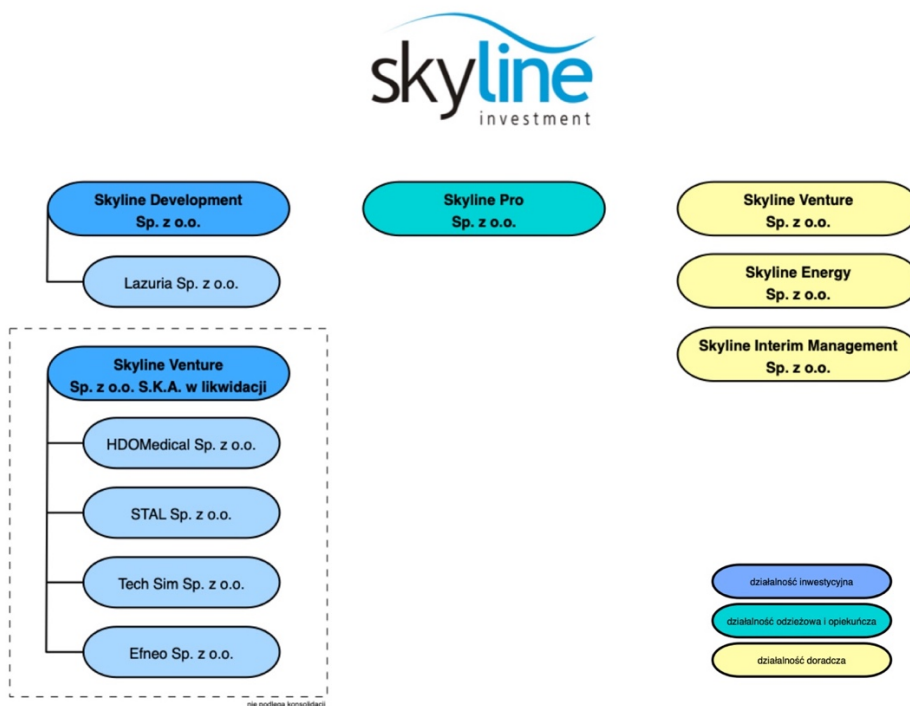 skyline
investment
Skyline Development
Sp. z o.o.
Lazuria Sp. z o.o.
Skyline Venture
Sp. z o.o. S.K.A. w likwidacji
HDOMedical Sp. z o.o.
STAL Sp. z o.o.
Tech Sim Sp. z o.o.
Efneo Sp. z o.o.
nie podlega konsolidacji
Skyline Pro
Sp. z o.o.
Skyline Venture
Sp. z o.o.
Skyline Energy
Sp. z o.o.
Skyline Interim Management
Sp. z o.o.
działalność inwestycyjna
działalność odzieżowa i opiekuńcza
działalność doradcza